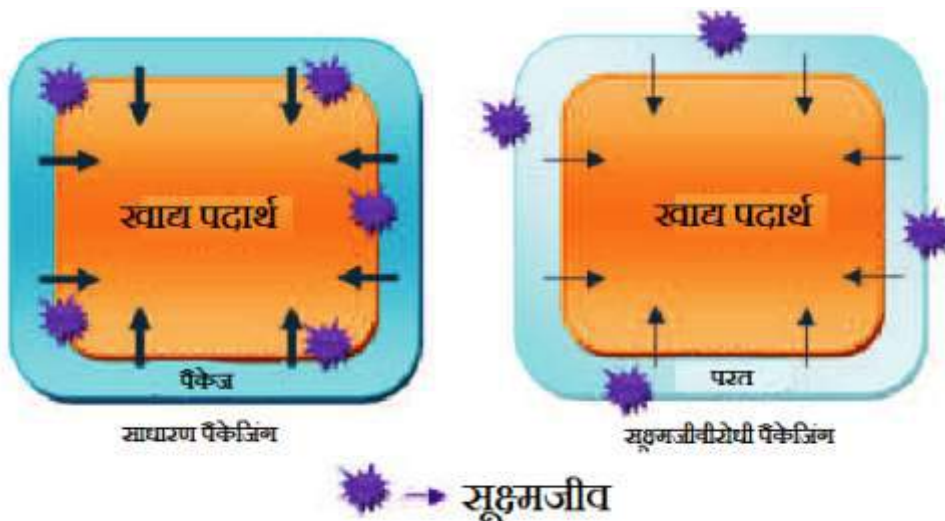 खाद्य पदार्थ
पैकेज
साधारण पैकेजिंग
खाद्य पदार्थ
परत
सूक्ष्मजीवीरोधी पैकेजिंग
सूक्ष्मजीव